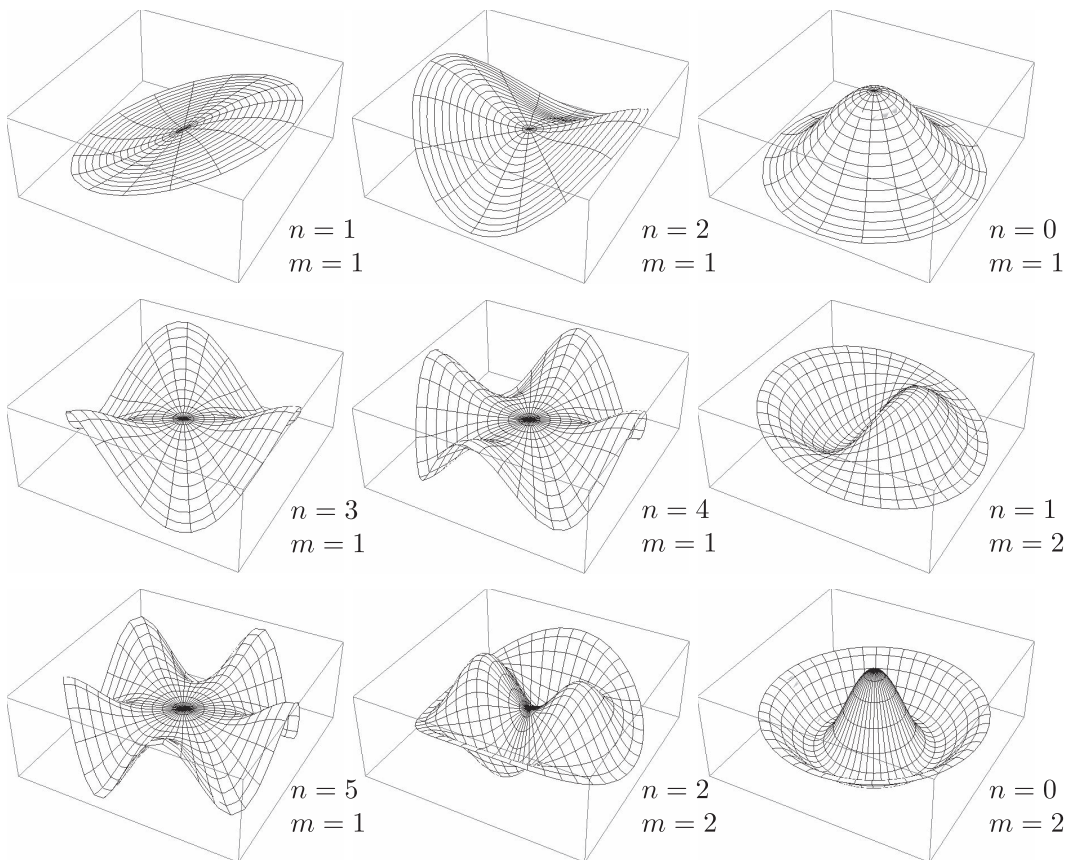 n = 1
m = 1
n = 2
m = 1
n = 0
m = 1
n = 3
m = 1
n = 4
m = 1
n = 1
m = 2
n = 5
m = 1
n = 2
m = 2
n = 0
m = 2